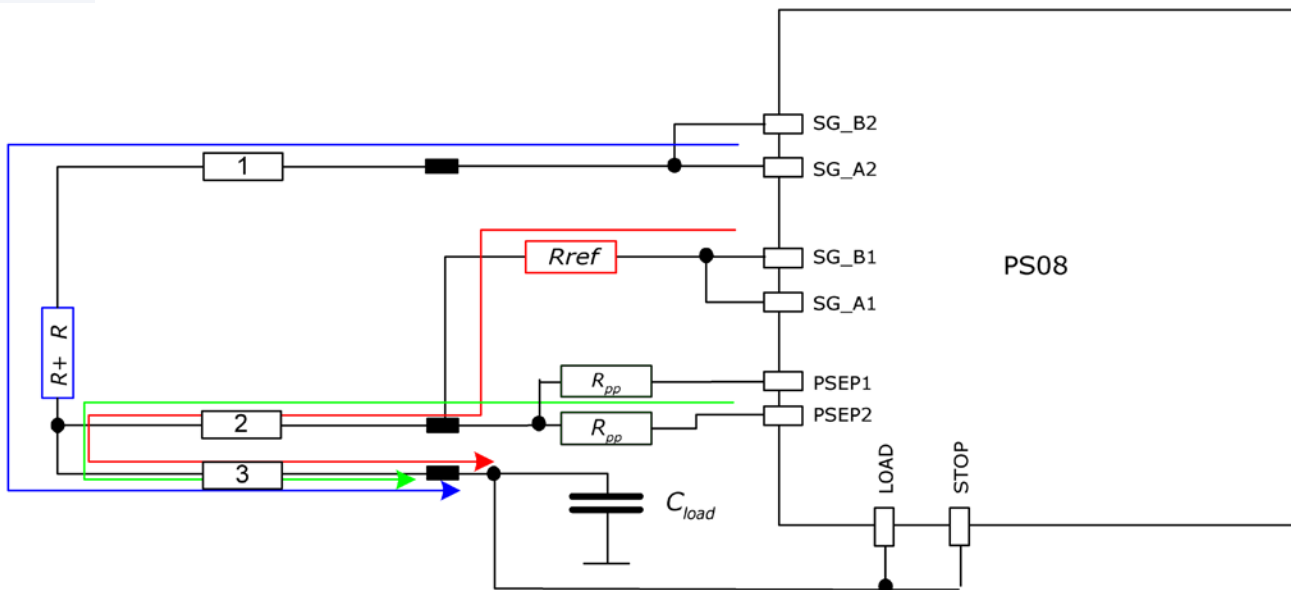 SG_B2
1
SG_A2
Rref
SG_B1
PS08
SG_A1
R+ R
Rpp
PSEP1
2
Rpp
PSEP2
3
Cload
LOAD
STOP